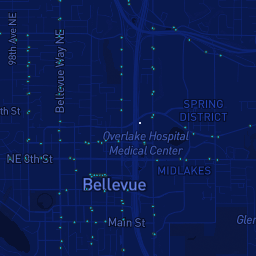 98th Ave NE
Bellevue Way NE
SPRING
DISTRICT
th St
Overlake Hospital
Medical Center
NE 8th St
MIDLAKES
Bellevue
Main St
Glen